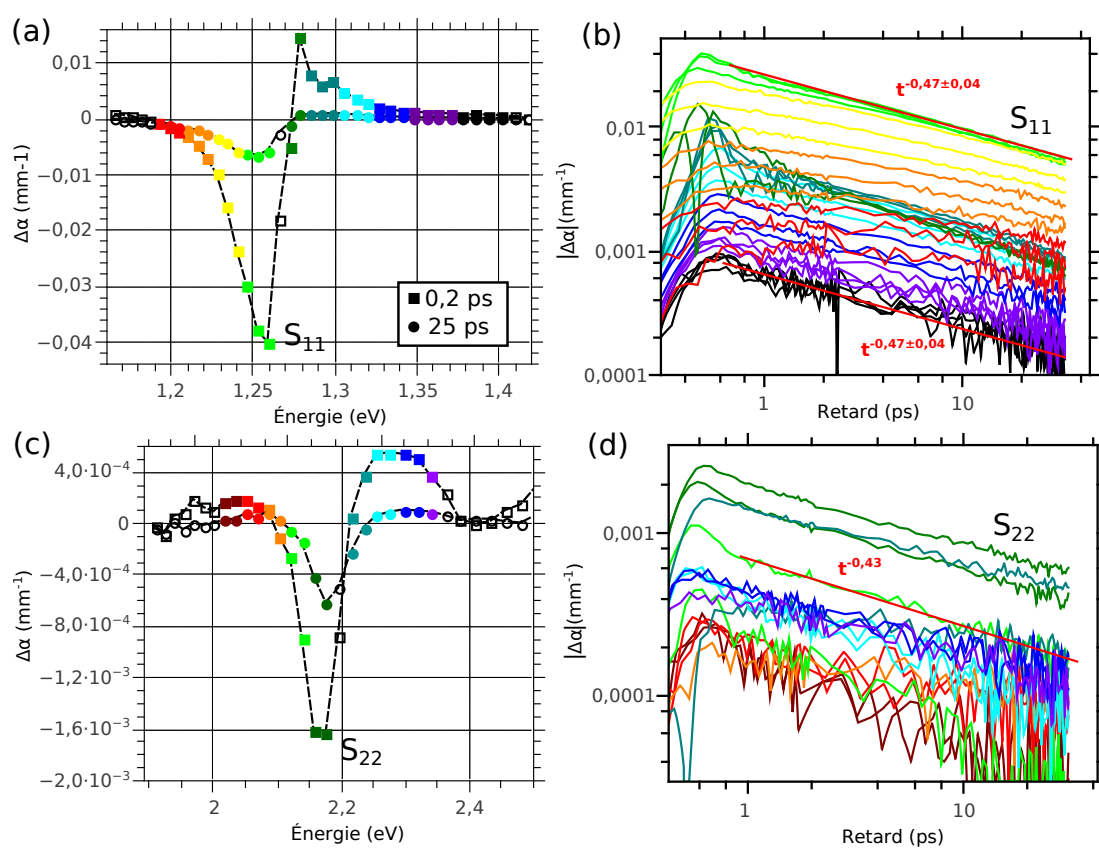 (a)
0,01
0
−0,01
−0,02
−0,03
−0,04
Δα (mm-1)
S₁₁
0,2 ps
25 ps
1,2
1,25
1,3
1,35
1,4
Énergie (eV)
(b)
0,01
0,001
0,0001
|Δα|(mm⁻¹)
t⁻⁰,⁴⁷±⁰,⁰⁴
S₁₁
t⁻⁰,⁴⁷±⁰,⁰⁴
1
10
Retard (ps)
(c)
4,0·10⁻⁴
0
−4,0·10⁻⁴
−8,0·10⁻⁴
−1,2·10⁻³
−1,6·10⁻³
−2,0·10⁻³
Δα (mm⁻¹)
S₂₂
2
2,2
2,4
Énergie (eV)
(d)
0,001
0,0001
|Δα|(mm⁻¹)
S₂₂
t⁻⁰,⁴³
1
10
Retard (ps)